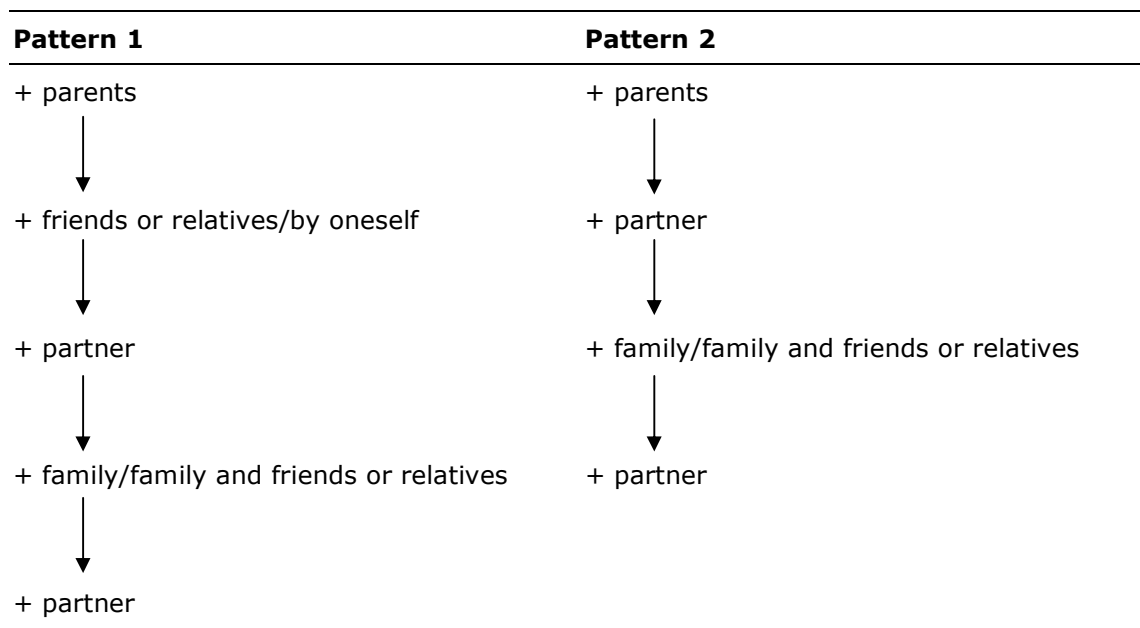 Pattern 1 Pattern 2
+ parents + parents
+ friends or relatives/by oneself + partner
+ partner + family/family and friends or relatives
+ family/family and friends or relatives + partner
+ partner